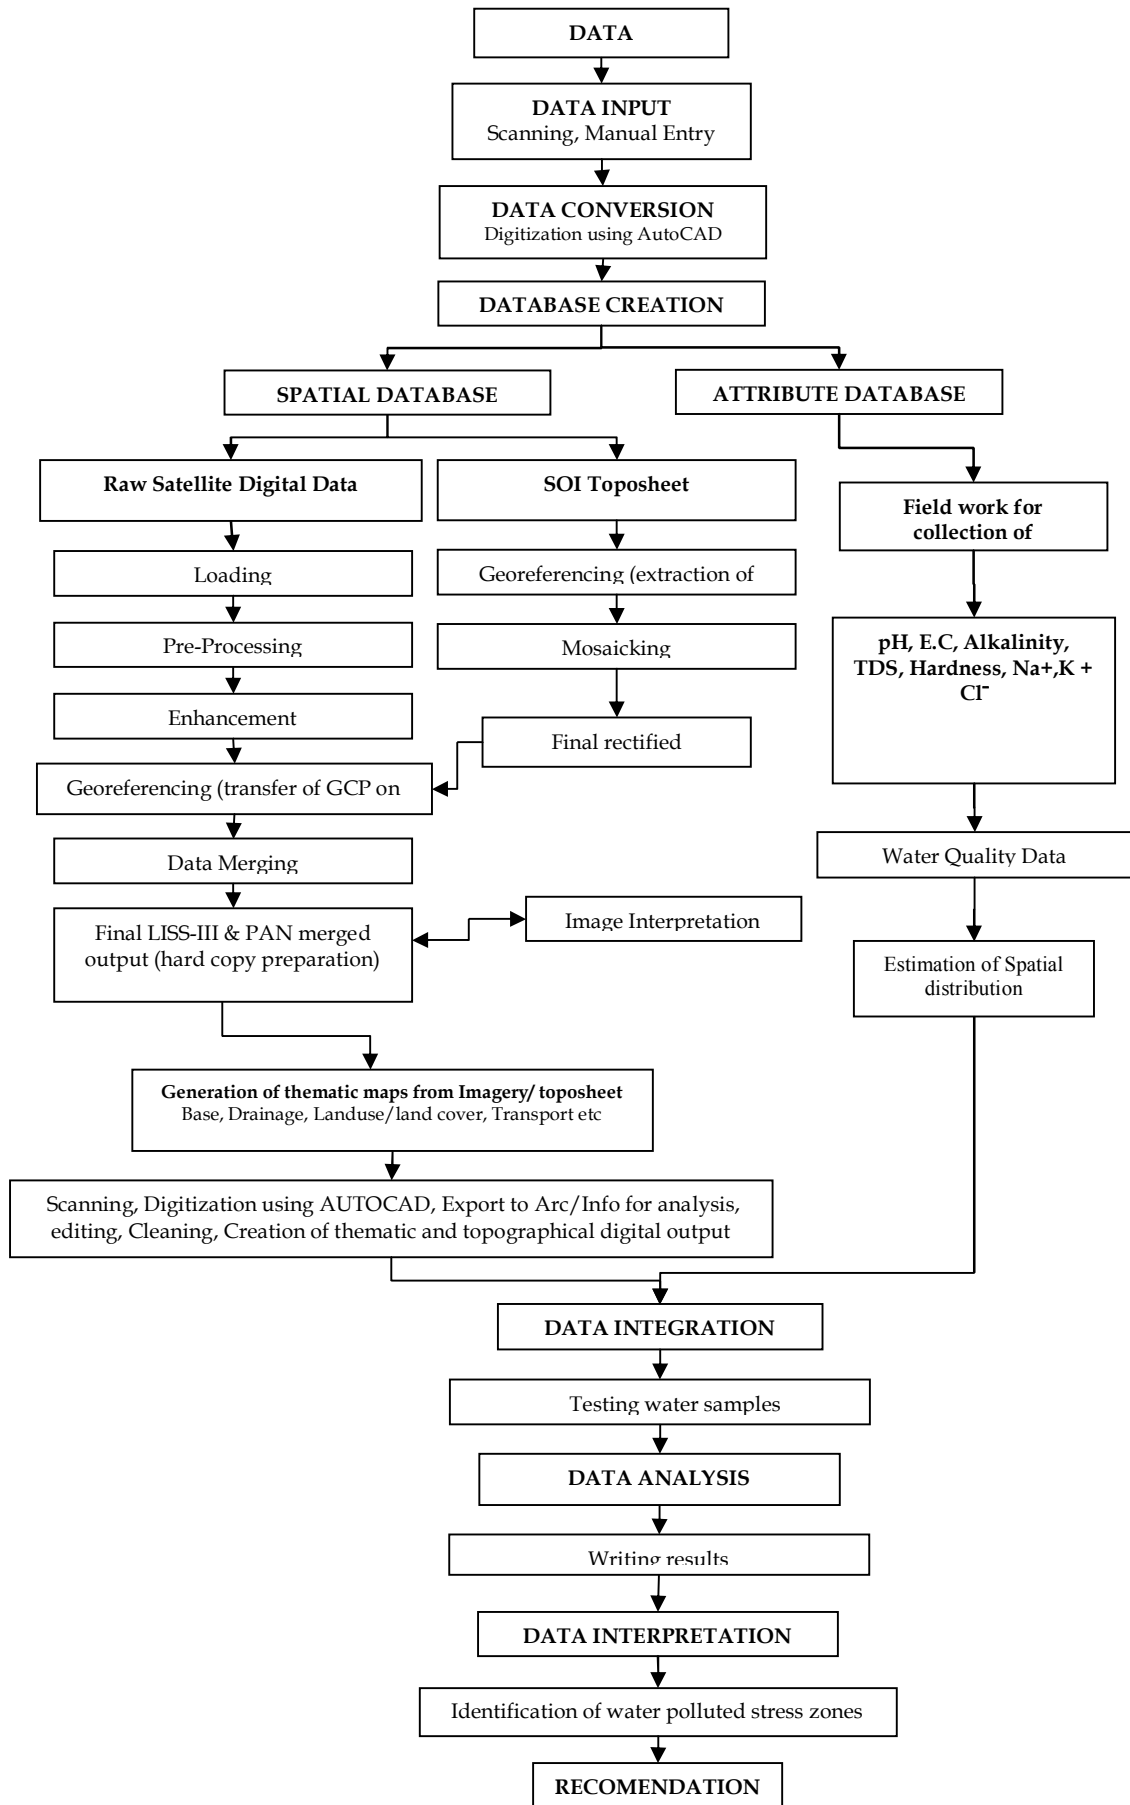 DATA
DATA INPUT
Scanning, Manual Entry
DATA CONVERSION
Digitization using AutoCAD
DATABASE CREATION
SPATIAL DATABASE
ATTRIBUTE DATABASE
Raw Satellite Digital Data
SOI Toposheet
Field work for
collection of
Loading
Georeferencing (extraction of
Pre-Processing
Mosaicking
pH, E.C, Alkalinity,
TDS, Hardness, Na+,K +
Cl⁻
Enhancement
Final rectified
Georeferencing (transfer of GCP on
Data Merging
Water Quality Data
Final LISS-III & PAN merged
output (hard copy preparation)
Image Interpretation
Estimation of Spatial
distribution
Generation of thematic maps from Imagery/ toposheet
Base, Drainage, Landuse/land cover, Transport etc
Scanning, Digitization using AUTOCAD, Export to Arc/Info for analysis,
editing, Cleaning, Creation of thematic and topographical digital output
DATA INTEGRATION
Testing water samples
DATA ANALYSIS
Writing results
DATA INTERPRETATION
Identification of water polluted stress zones
RECOMENDATION